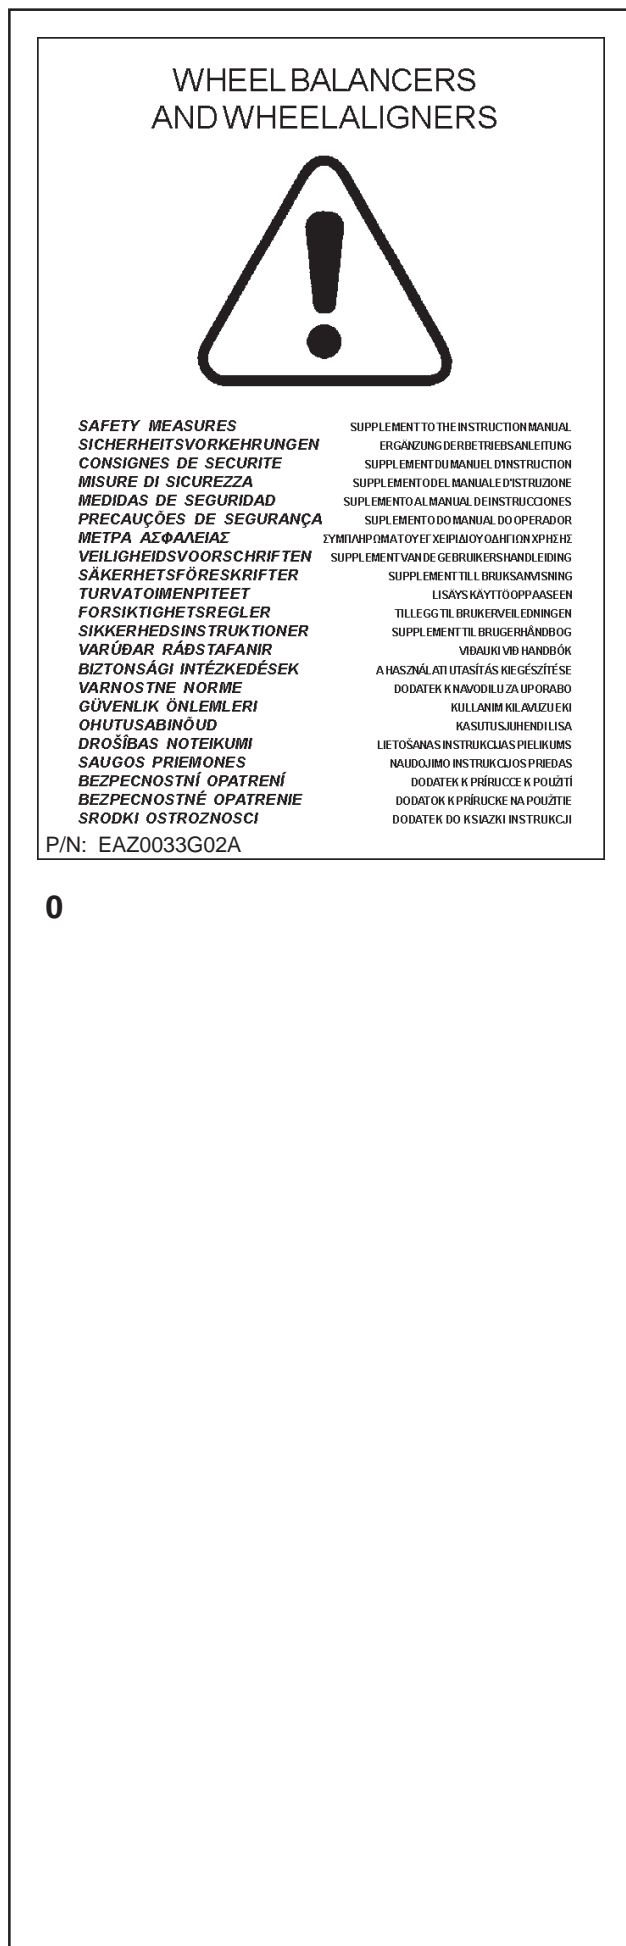 WHEEL BALANCERS
AND WHEEL ALIGNERS
SAFETY MEASURES SUPPLEMENT TO THE INSTRUCTION MANUAL
SICHERHEITSVORKEHRUNGEN ERGÄNZUNG DER BETRIEBSANLEITUNG
CONSIGNES DE SECURITE SUPPLEMENT DU MANUEL D'INSTRUCTION
MISURE DI SICUREZZA SUPPLEMENTO DEL MANUALE D'ISTRUZIONE
MEDIDAS DE SEGURIDAD SUPLEMENTO AL MANUAL DE INSTRUCCIONES
PRECAUÇÕES DE SEGURANÇA SUPLEMENTO DO MANUAL DO OPERADOR
ΜΕΤΡΑ ΑΣΦΑΛΕΙΑΣ ΣΥΜΠΛΗΡΩΜΑ ΤΟΥ ΕΓΧΕΙΡΙΔΙΟΥ ΟΔΗΓΙΩΝ ΧΡΗΣΗΣ
VEILIGHEIDSVOORSCHRIFTEN SUPPLEMENT VAN DE GEBRUIKERSHANDLEIDING
SÄKERHETSFÖRESKRIFTER SUPPLEMENT TILL BRUKSANVISNING
TURVATOIMENPITEET LISÄYS KÄYTTÖOPPAASEEN
FORSIKTIGHETSREGLER TILLEGG TIL BRUKERVEILEDNINGEN
SIKKERHEDSINSTRUKTIONER SUPPLEMENT TIL BRUGERHÅNDBOG
VARÚÐAR RÁÐSTAFANIR VIÐAUKI VIÐ HANDBÓK
BIZTONSÁGI INTÉZKEDÉSEK A HASZNÁLATI UTASÍTÁS KIEGÉSZÍTÉSE
VARNOSTNE NORME DODATEK K NAVODILU ZA UPORABO
GÜVENLIK ÖNLEMLERI KULLANIM KILAVUZU EKI
OHUTUSABINÕUD KASUTUSJUHENDI LISA
DROŠÎBAS NOTEIKUMI LIETOŠANAS INSTRUKCIJAS PIELIKUMS
SAUGOS PRIEMONES NAUDOJIMO INSTRUKCIJOS PRIEDAS
BEZPECNOSTNÍ OPATRENÍ DODATEK K PRÍRUCCE K POUŽITÍ
BEZPECNOSTNÉ OPATRENIE DODATOK K PRÍRUCKE NA POUŽITIE
SRODKI OSTROZNOSCI DODATEK DO KSIAZKI INSTRUKCJI
P/N: EAZ0033G02A
0